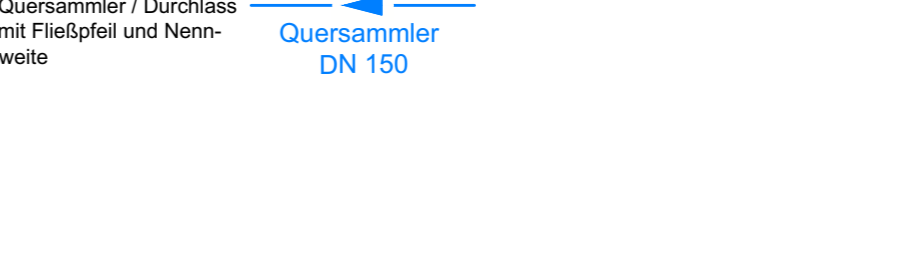 Quersammler / Durchlass
mit Fließpfeil und Nenn-
weite
Quersammler
DN 150